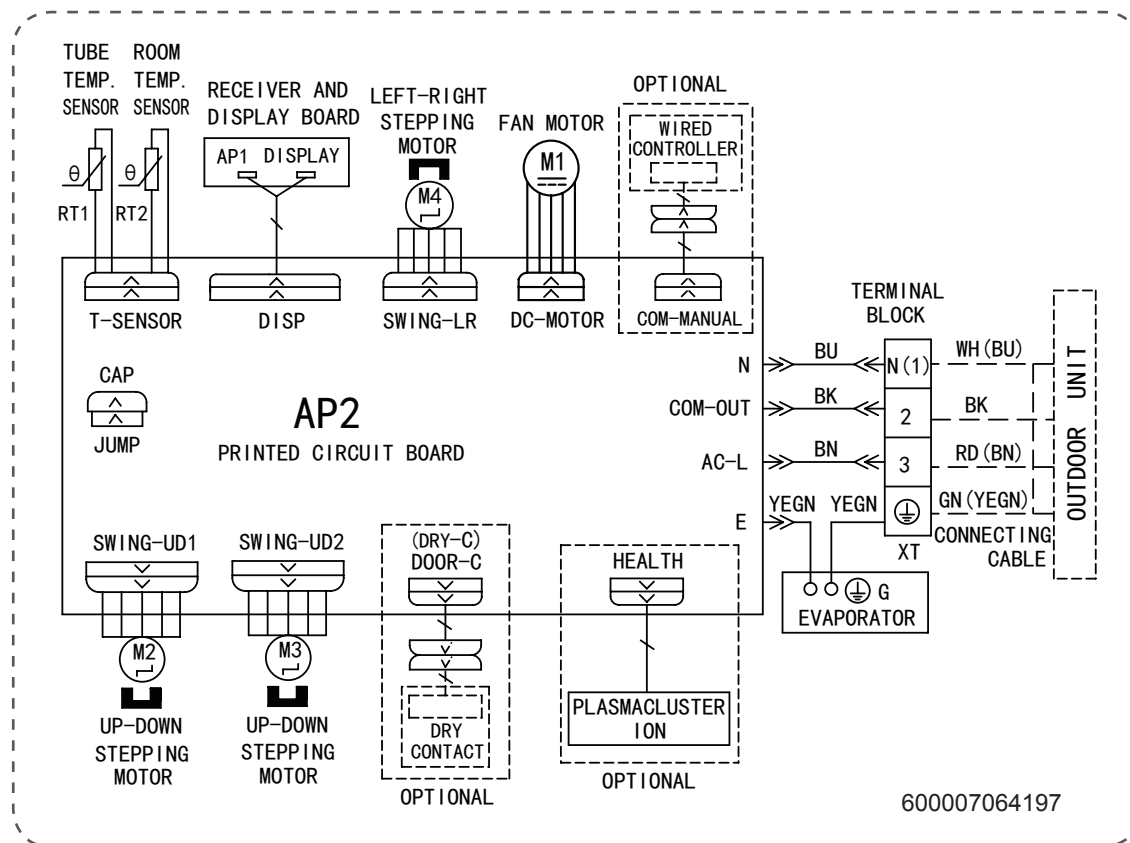 TUBE TEMP. SENSOR
ROOM TEMP. SENSOR
RECEIVER AND
DISPLAY BOARD
AP1 DISPLAY
LEFT-RIGHT
STEPPING
MOTOR
FAN MOTOR
OPTIONAL
WIRED
CONTROLLER
θ
RT1
θ
RT2
M4
M1
T-SENSOR
DISP
SWING-LR
DC-MOTOR
COM-MANUAL
CAP
JUMP
AP2
PRINTED CIRCUIT BOARD
TERMINAL
BLOCK
N
BU
N(1)
WH(BU)
COM-OUT
BK
2
BK
AC-L
BN
3
RD(BN)
E
YEGN
YEGN
GN(YEGN)
XT
CONNECTING
CABLE
OUTDOOR UNIT
G
EVAPORATOR
SWING-UD1
SWING-UD2
(DRY-C)
DOOR-C
HEALTH
M2
M3
UP-DOWN
STEPPING
MOTOR
UP-DOWN
STEPPING
MOTOR
DRY
CONTACT
OPTIONAL
PLASMACLUSTER
ION
OPTIONAL
600007064197